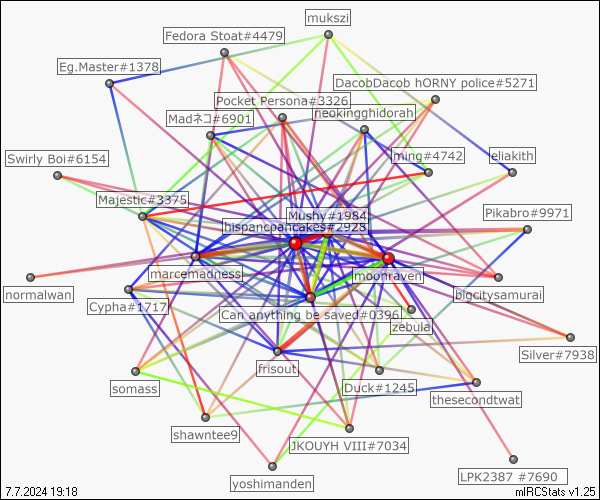 mukszi
Fedora Stoat#4479
Eg.Master#1378
DacobDacob hORNY police#5271
Pocket Persona#3326
neokingghidorah
Madネコ#6901
Swirly Boi#6154
ming#4742
eliakith
Majestic#3375
Mushy#1984
Pikabro#9971
hispancpancakes#2928
marcemadness
moonraven
normalwan
Cypha#1717
bigcitysamurai
Can anything be saved#0396
zebula
Silver#7938
frisout
somass
Duck#1245
thesecondtwat
shawntee9
JKOUYH VIII#7034
yoshimanden
LPK2387 #7690
7.7.2024 19:18
mIRCStats v1.25